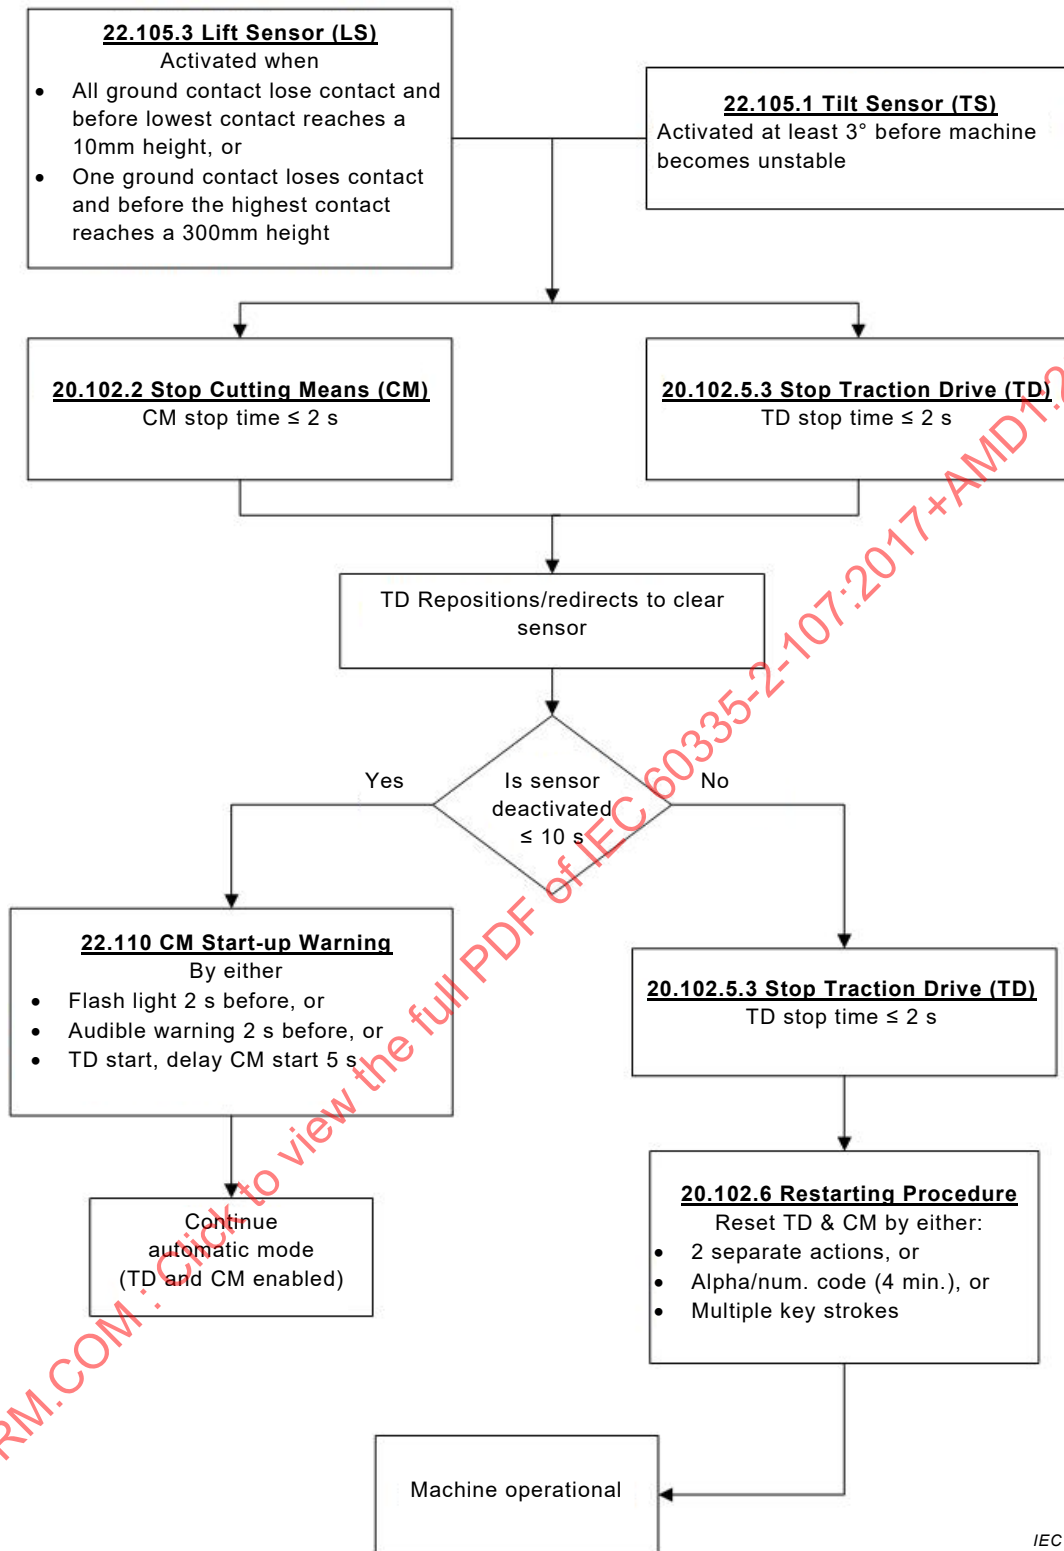 22.105.3 Lift Sensor (LS)
Activated when
• All ground contact lose contact and
before lowest contact reaches a
10mm height, or
• One ground contact loses contact
and before the highest contact
reaches a 300mm height
22.105.1 Tilt Sensor (TS)
Activated at least 3° before machine
becomes unstable
20.102.2 Stop Cutting Means (CM)
CM stop time ≤ 2 s
20.102.5.3 Stop Traction Drive (TD)
TD stop time ≤ 2 s
TD Repositions/redirects to clear
sensor
Yes
Is sensor
deactivated
≤ 10 s
No
22.110 CM Start-up Warning
By either
• Flash light 2 s before, or
• Audible warning 2 s before, or
• TD start, delay CM start 5 s
20.102.5.3 Stop Traction Drive (TD)
TD stop time ≤ 2 s
Continue
automatic mode
(TD and CM enabled)
20.102.6 Restarting Procedure
Reset TD & CM by either:
• 2 separate actions, or
• Alpha/num. code (4 min.), or
• Multiple key strokes
Machine operational
IEC
RM.COM : Click to view the full PDF of IEC 60335-2-107:2017+AMD1:2